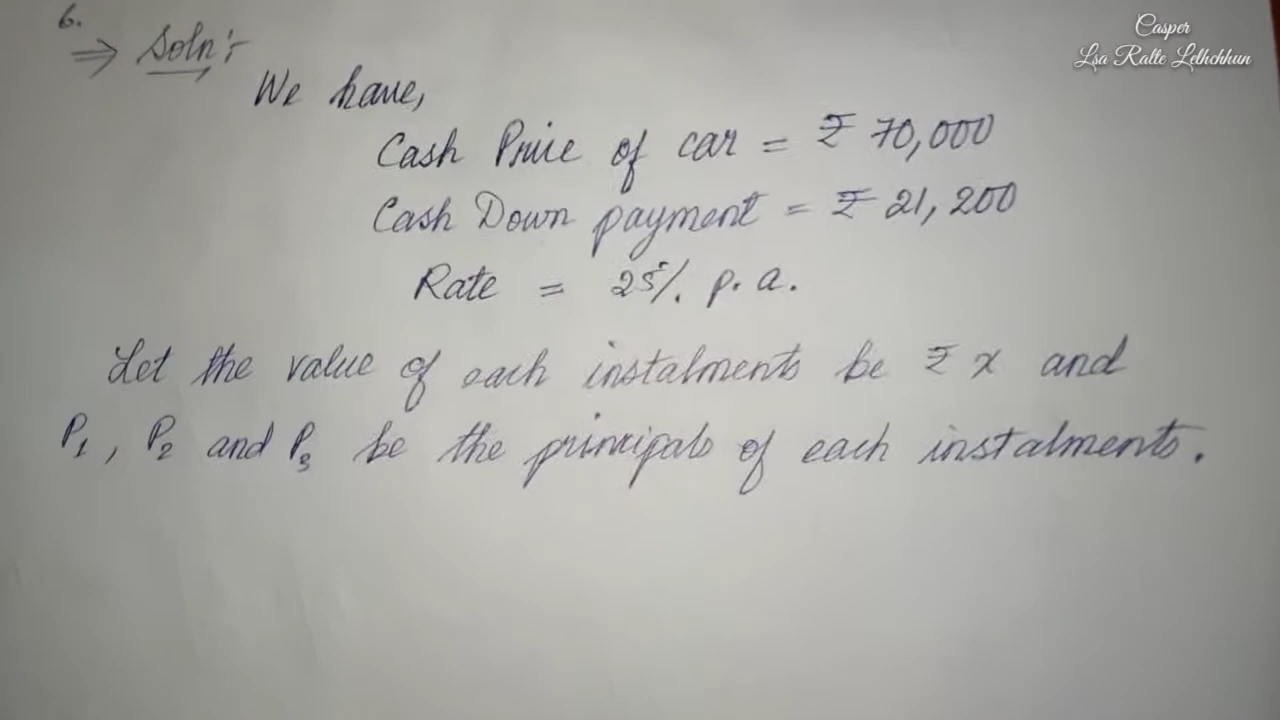 6.
⇒ Soln:-
Casper
Lsa Ralte Lethchhun
We have,
Cash Price of car = ₹ 70,000
Cash Down payment = ₹ 21,200
Rate = 25% p.a.
Let the value of each instalments be ₹ x and
P₁, P₂ and P₃ be the principals of each instalments.